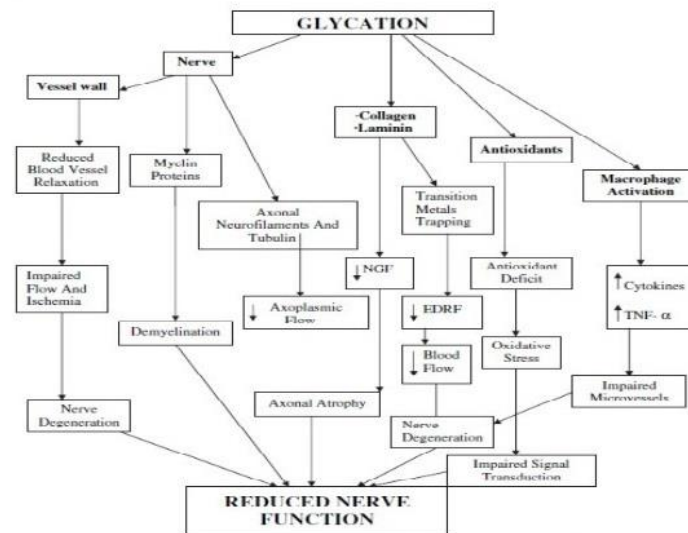 GLYCATION
Nerve
Vessel wall
·Collagen
·Laminin
Antioxidants
Macrophage
Activation
Reduced
Blood Vessel
Relaxation
Myclin
Proteins
Axonal
Neurofilaments And
Tubulin
Transition
Metals
Trapping
Impaired
Flow And
Ischemia
↓ Axoplasmic
Flow
↓ NGF
↓ EDRF
Antioxidant
Deficit
↑ Cytokines
↑ TNF- α
Demyelination
↓ Blood
Flow
Oxidative
Stress
Nerve
Degeneration
Axonal Atrophy
Nerve
Degeneration
Impaired
Microvessels
Impaired Signal
Transduction
REDUCED NERVE
FUNCTION